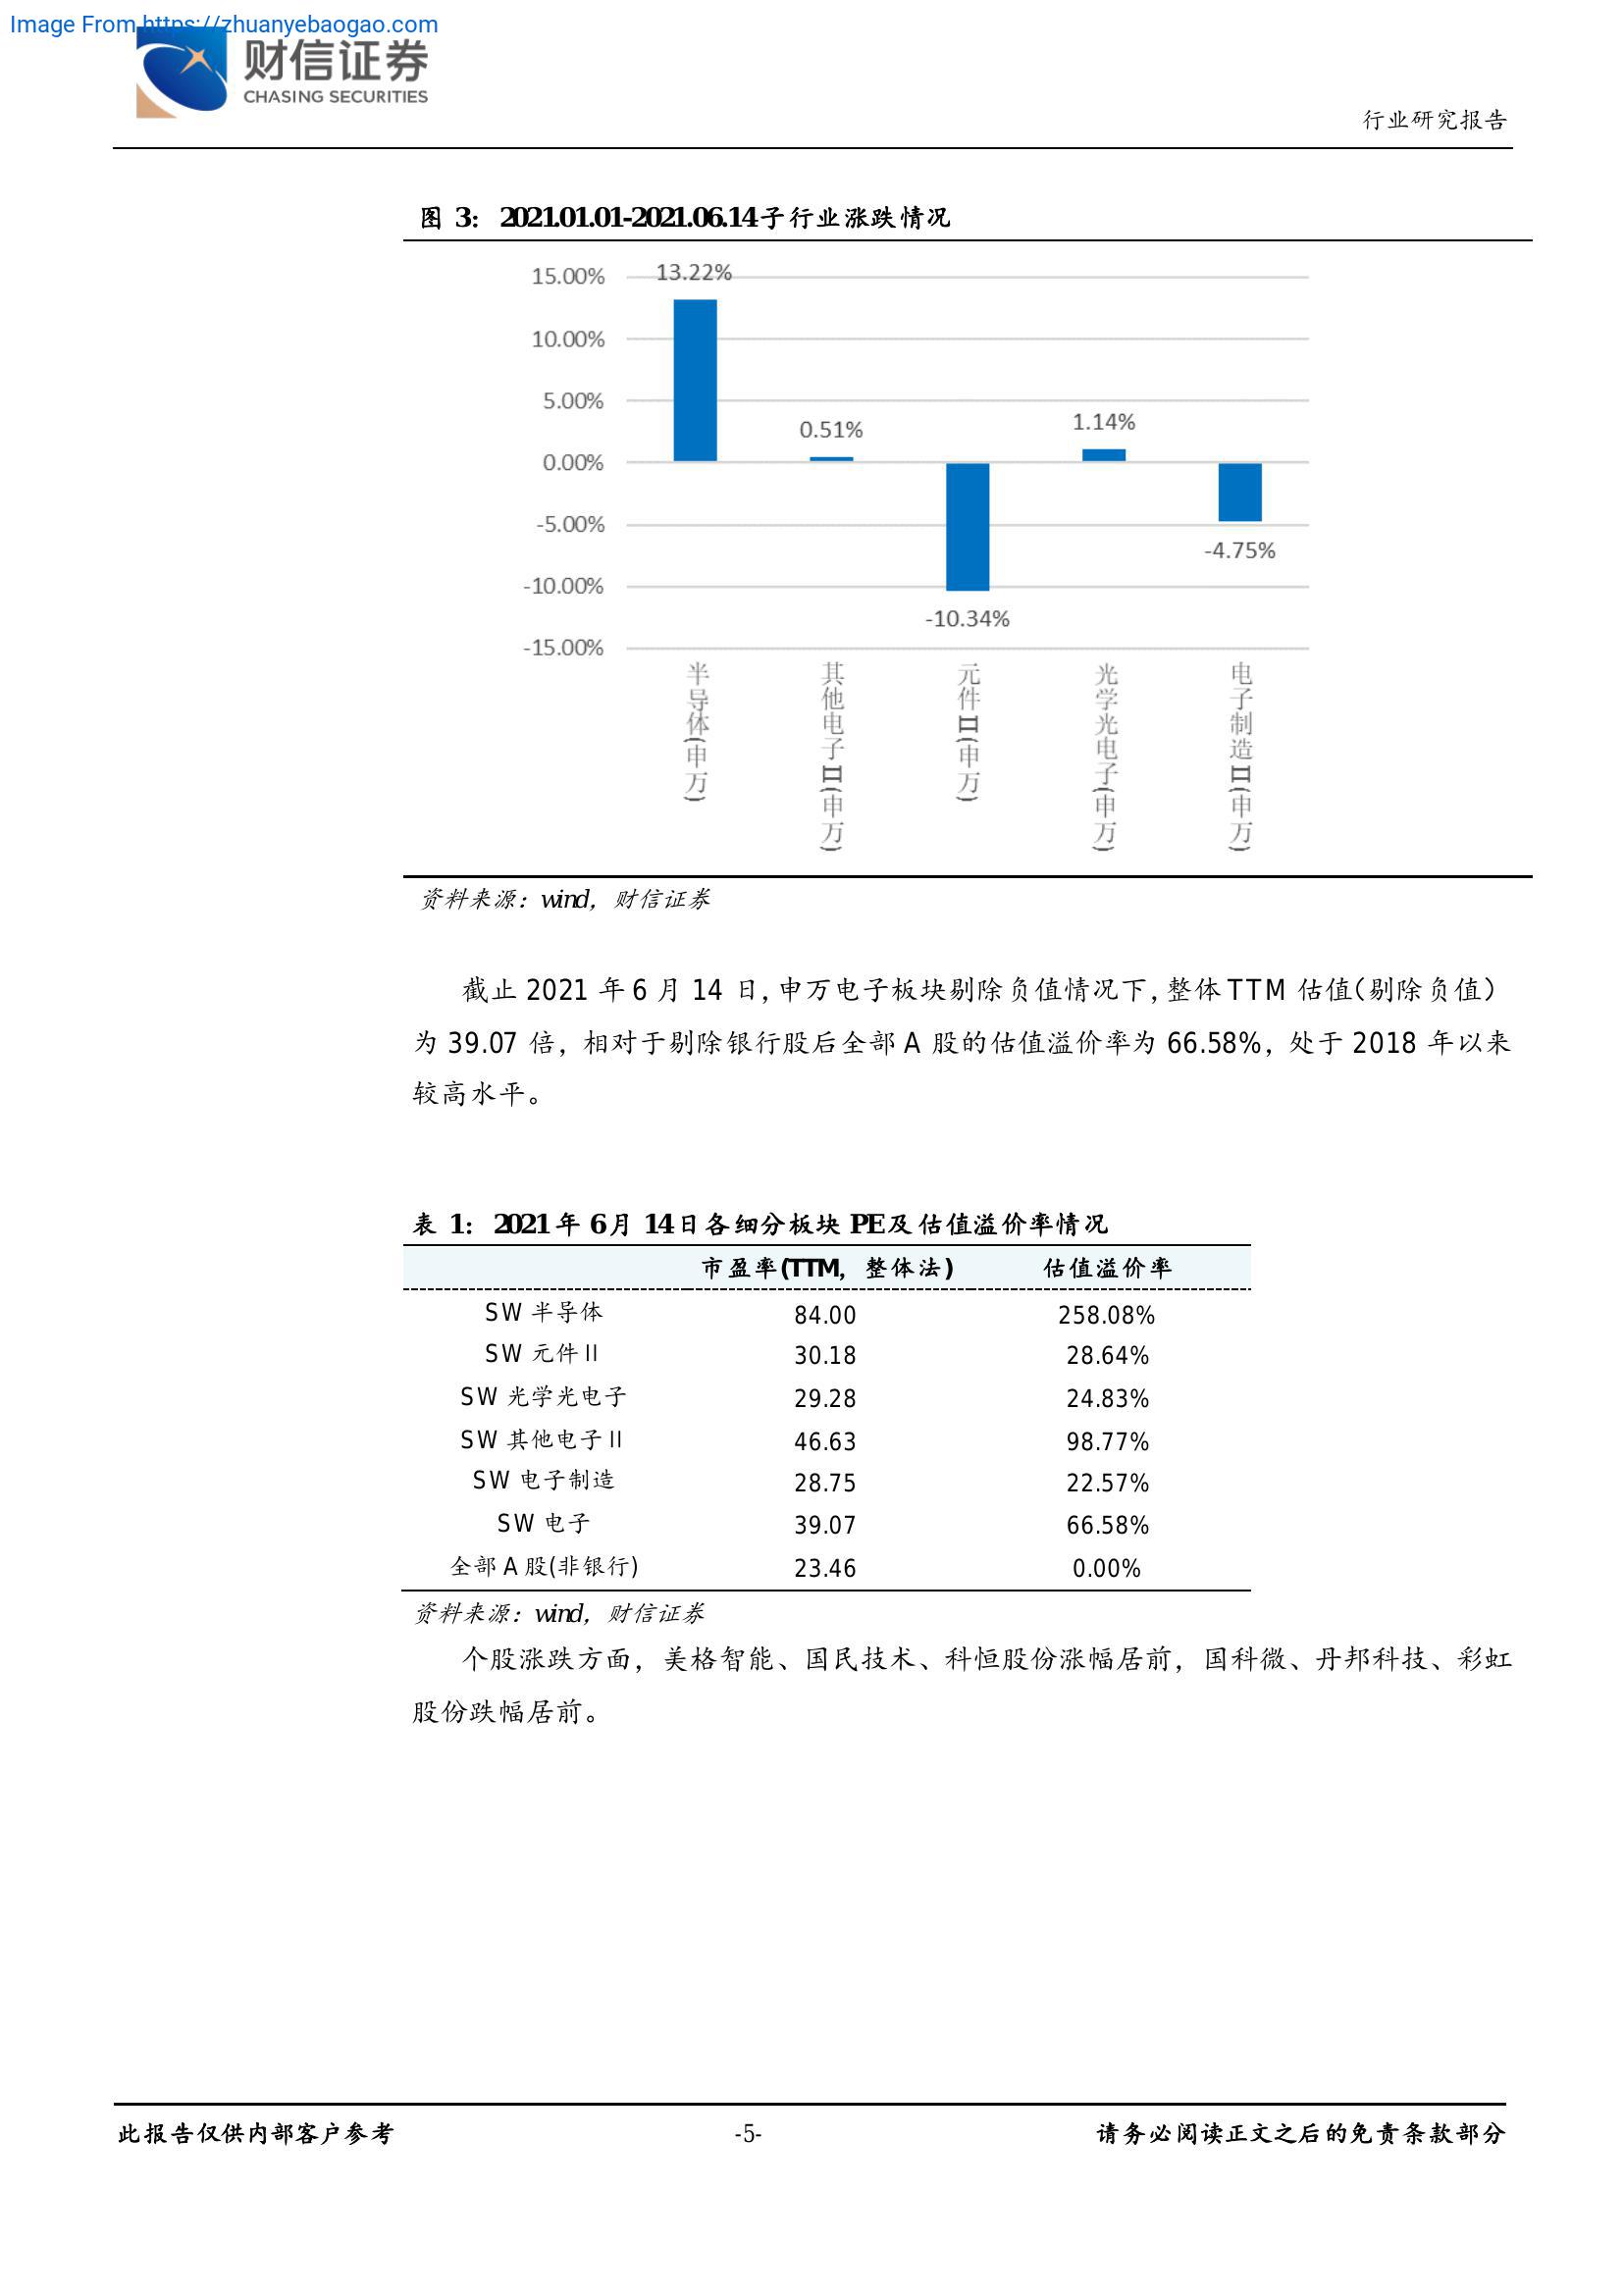 Image From https://zhuanyebaogao.com
财信证券
CHASING SECURITIES
行业研究报告
图 3: 2021.01.01-2021.06.14子行业涨跌情况
15.00%
10.00%
5.00%
0.00%
-5.00%
-10.00%
-15.00%
13.22%
0.51%
-10.34%
1.14%
-4.75%
半导体(申万)
其他电子II(申万)
元件II(申万)
光学光电子(申万)
电子制造II(申万)
资料来源：wind，财信证券
截止 2021 年 6 月 14 日，申万电子板块剔除负值情况下，整体 TTM 估值（剔除负值）
为 39.07 倍，相对于剔除银行股后全部 A 股的估值溢价率为 66.58%，处于 2018 年以来
较高水平。
表 1: 2021 年 6 月 14 日各细分板块 PE 及估值溢价率情况
市盈率(TTM，整体法) 估值溢价率
SW 半导体 84.00 258.08%
SW 元件 II 30.18 28.64%
SW 光学光电子 29.28 24.83%
SW 其他电子 II 46.63 98.77%
SW 电子制造 28.75 22.57%
SW 电子 39.07 66.58%
全部 A 股(非银行) 23.46 0.00%
资料来源：wind，财信证券
个股涨跌方面，美格智能、国民技术、科恒股份涨幅居前，国科微、丹邦科技、彩虹
股份跌幅居前。
此报告仅供内部客户参考 -5- 请务必阅读正文之后的免责条款部分